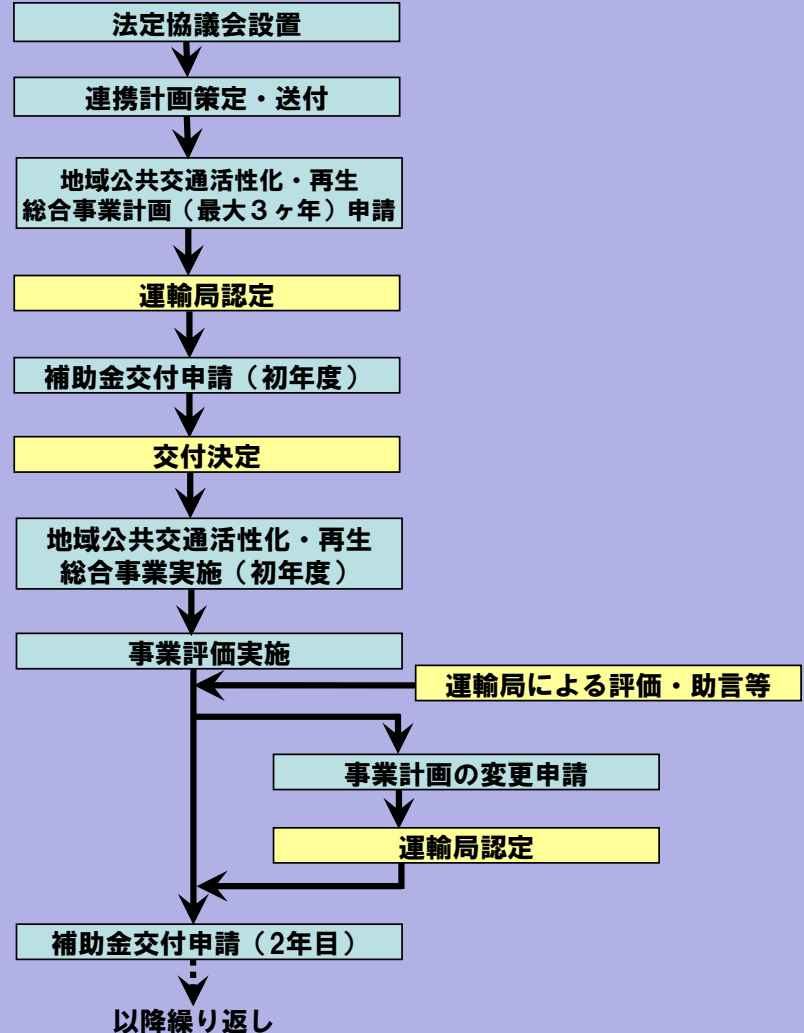 法定協議会設置
連携計画策定・送付
地域公共交通活性化・再生
総合事業計画（最大３ヶ年）申請
運輸局認定
補助金交付申請（初年度）
交付決定
地域公共交通活性化・再生
総合事業実施（初年度）
事業評価実施
運輸局による評価・助言等
事業計画の変更申請
運輸局認定
補助金交付申請（2年目）
以降繰り返し